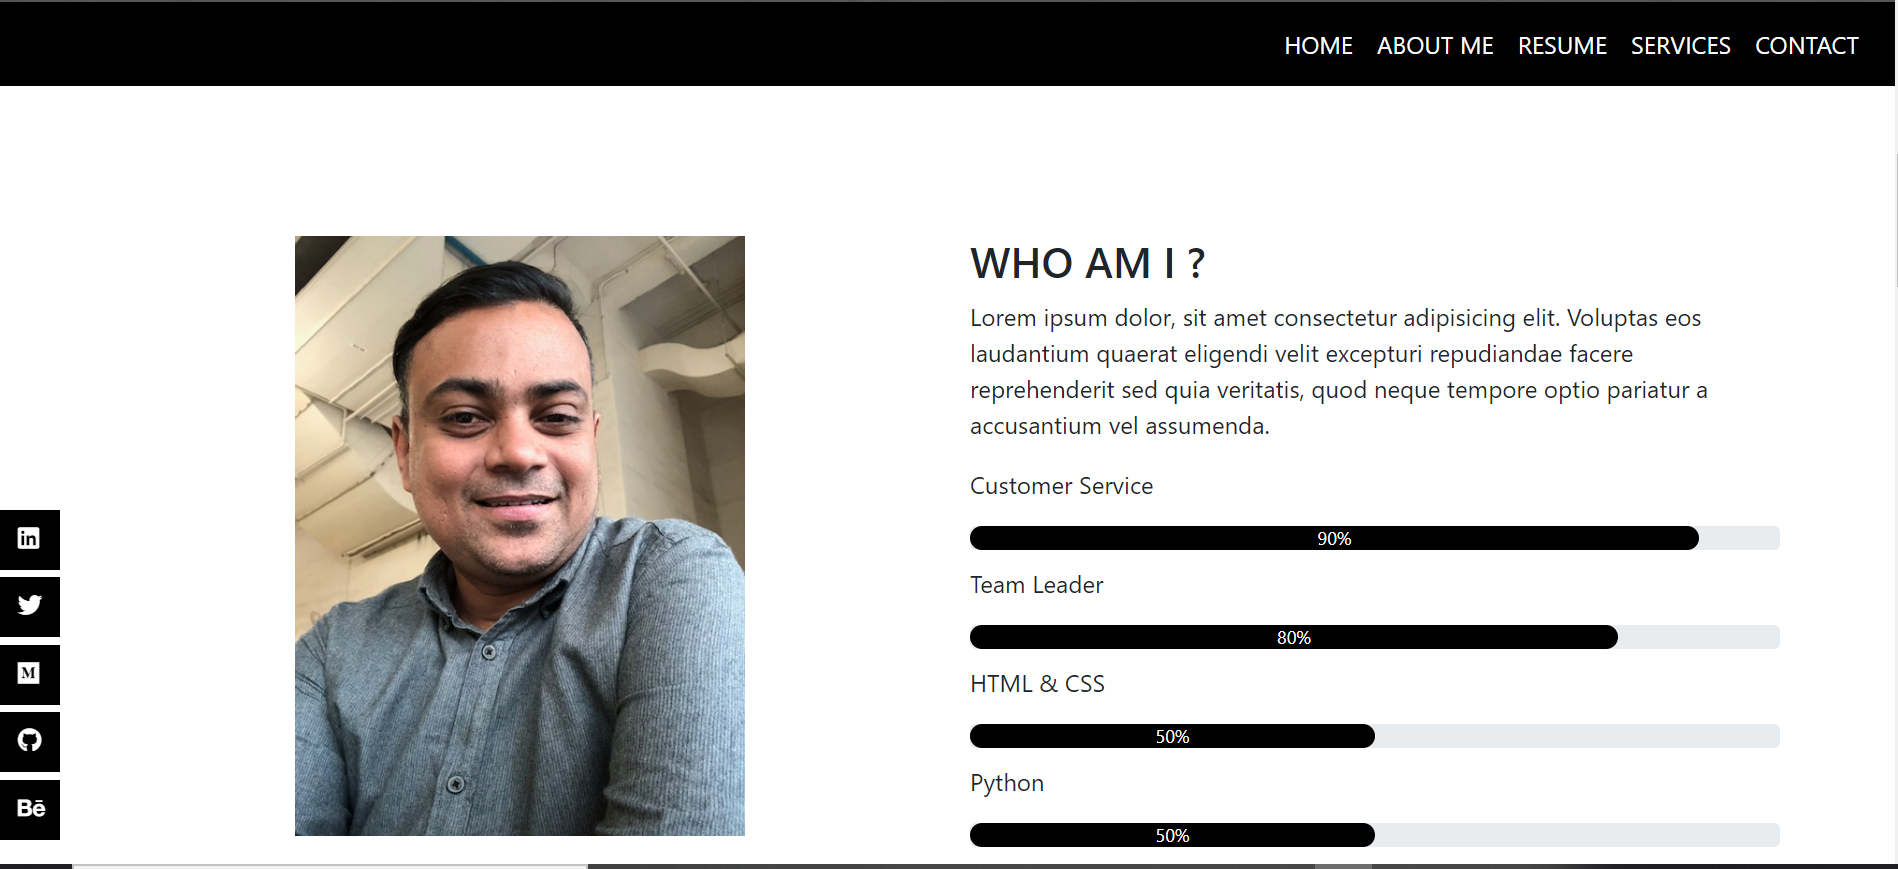 HOME ABOUT ME RESUME SERVICES CONTACT
WHO AM I ?
Lorem ipsum dolor, sit amet consectetur adipisicing elit. Voluptas eos
laudantium quaerat eligendi velit excepturi repudiandae facere
reprehenderit sed quia veritatis, quod neque tempore optio pariatur a
accusantium vel assumenda.
Customer Service
90%
Team Leader
80%
HTML & CSS
50%
Python
50%
in
M
Bē